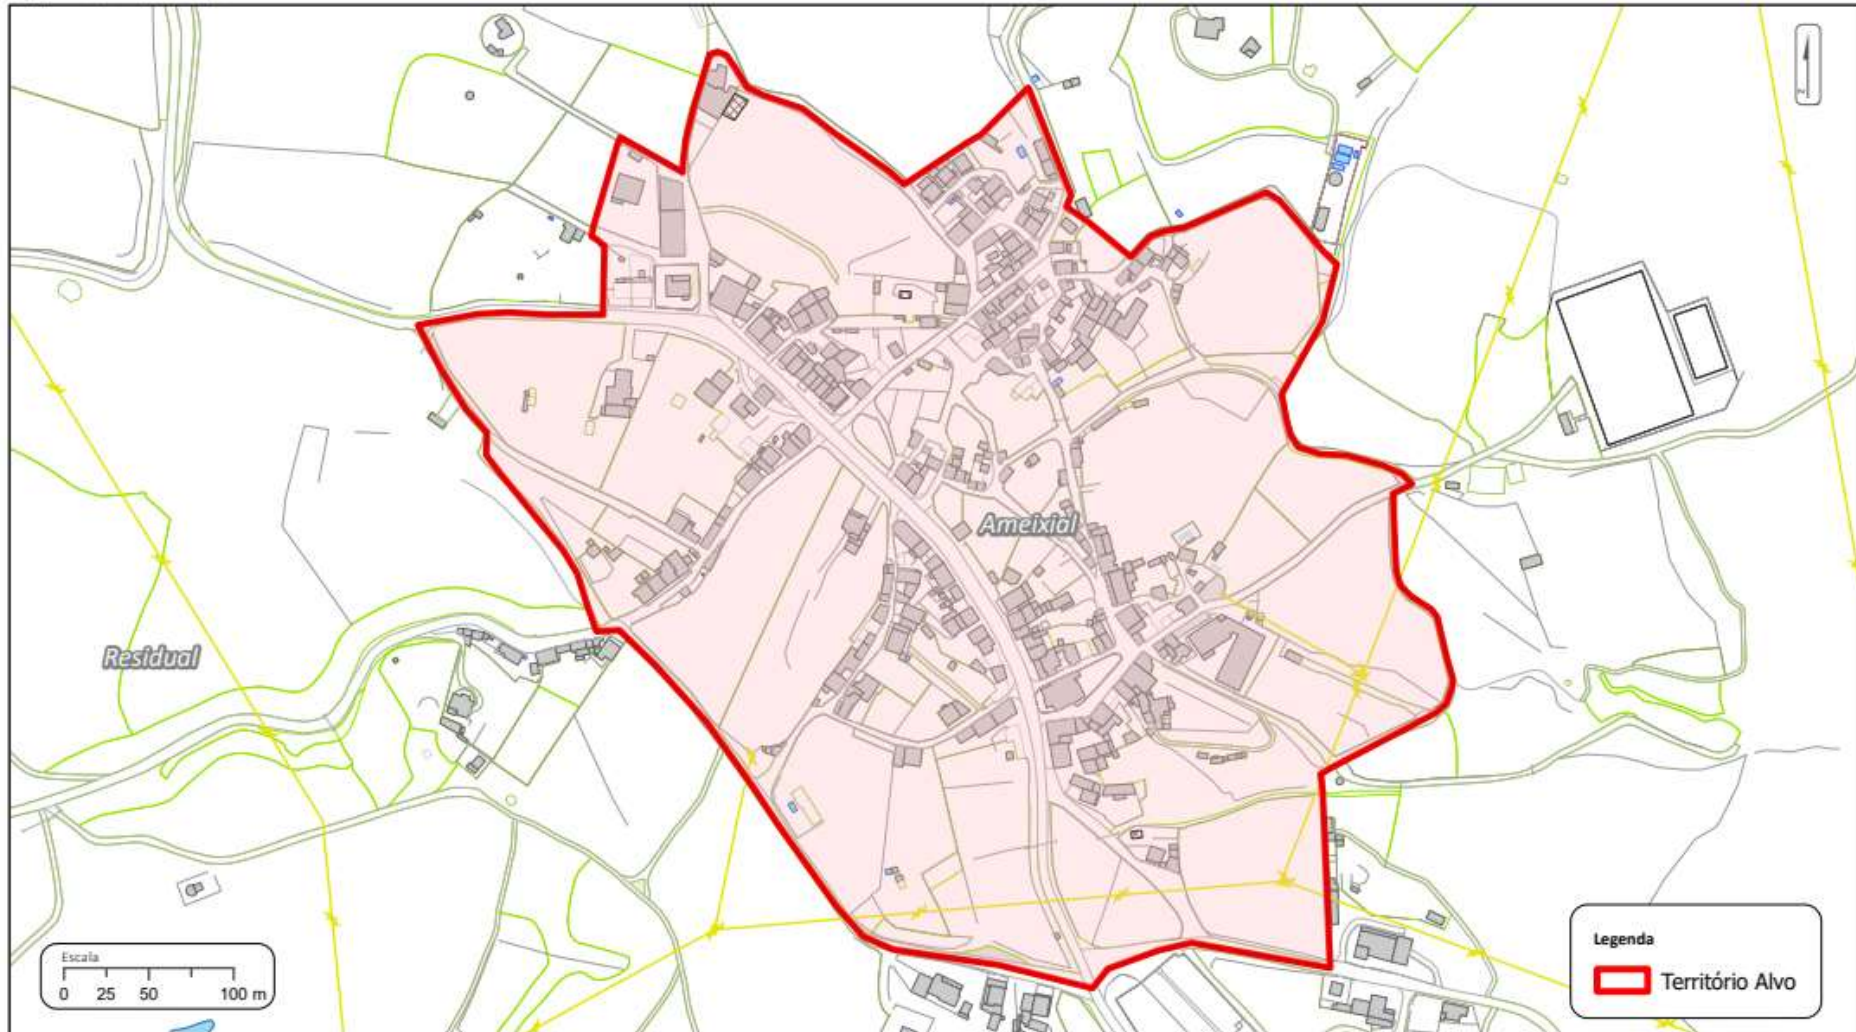 Ameixial
Residual
Escala
0 25 50 100 m
Legenda
Território Alvo